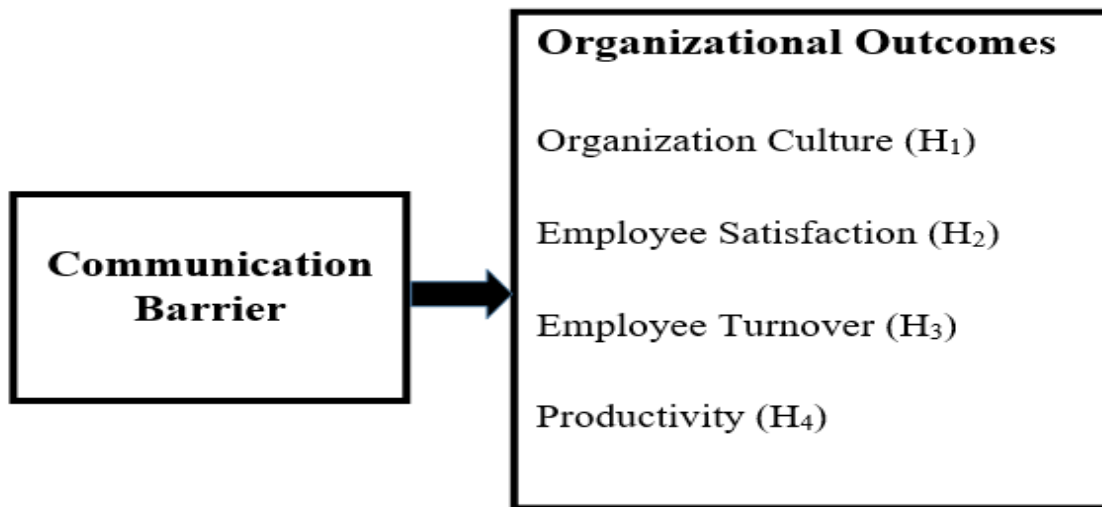 Communication
Barrier
Organizational Outcomes
Organization Culture (H₁)
Employee Satisfaction (H₂)
Employee Turnover (H₃)
Productivity (H₄)